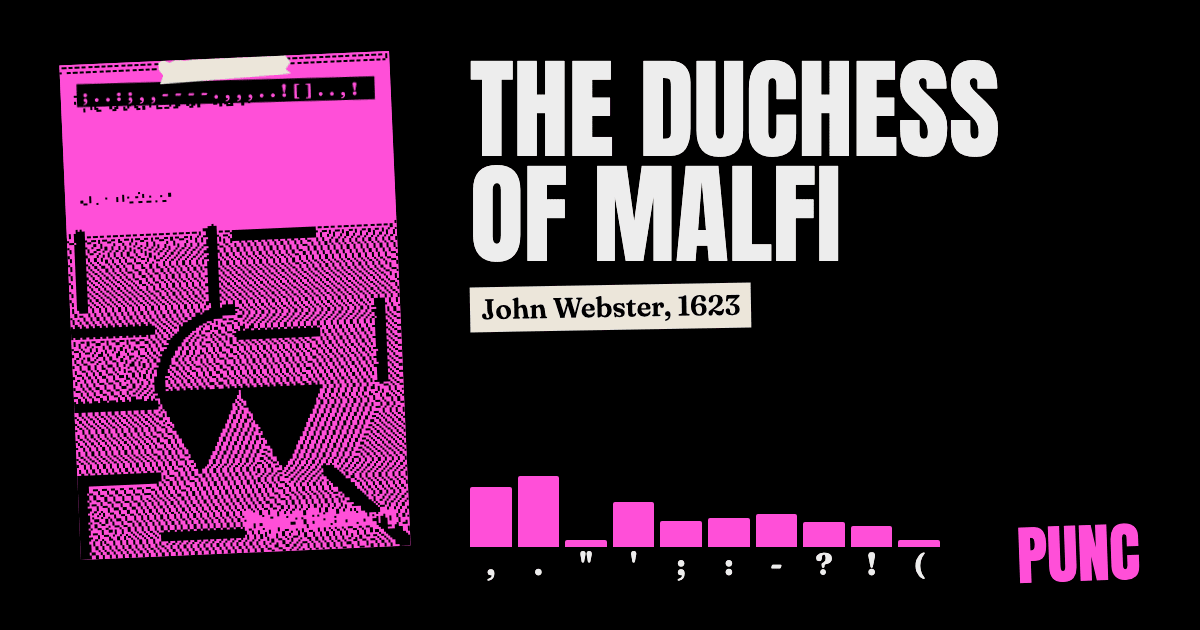 ;..:;,,----.,,,..![]..,!
THE DUCHESS
OF MALFI
John Webster, 1623
, . " ' ; : - ? ! (
PUNC